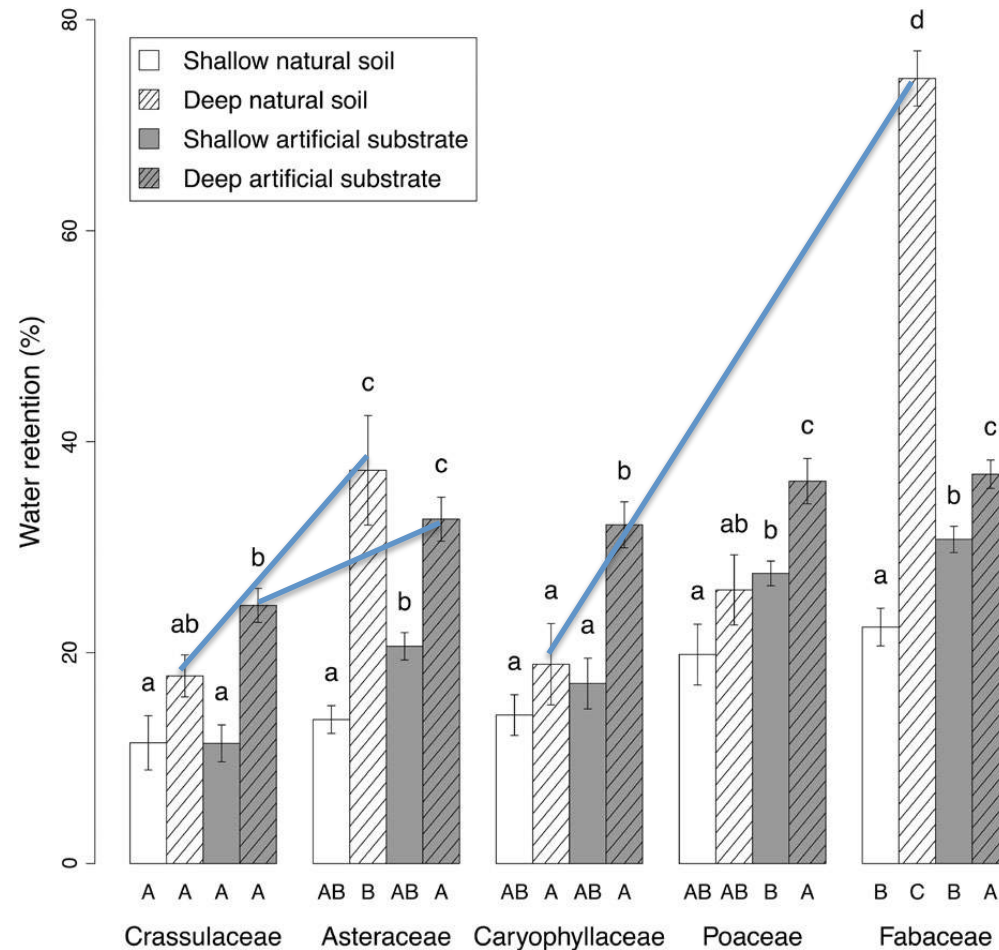 80
60
40
20
0
Water retention (%)
Shallow natural soil
Deep natural soil
Shallow artificial substrate
Deep artificial substrate
a ab a b
a c b c
a a a b
a ab b c
a d b c
A A A A
AB B AB A
AB A AB A
AB AB B A
B C B A
Crassulaceae Asteraceae Caryophyllaceae Poaceae Fabaceae